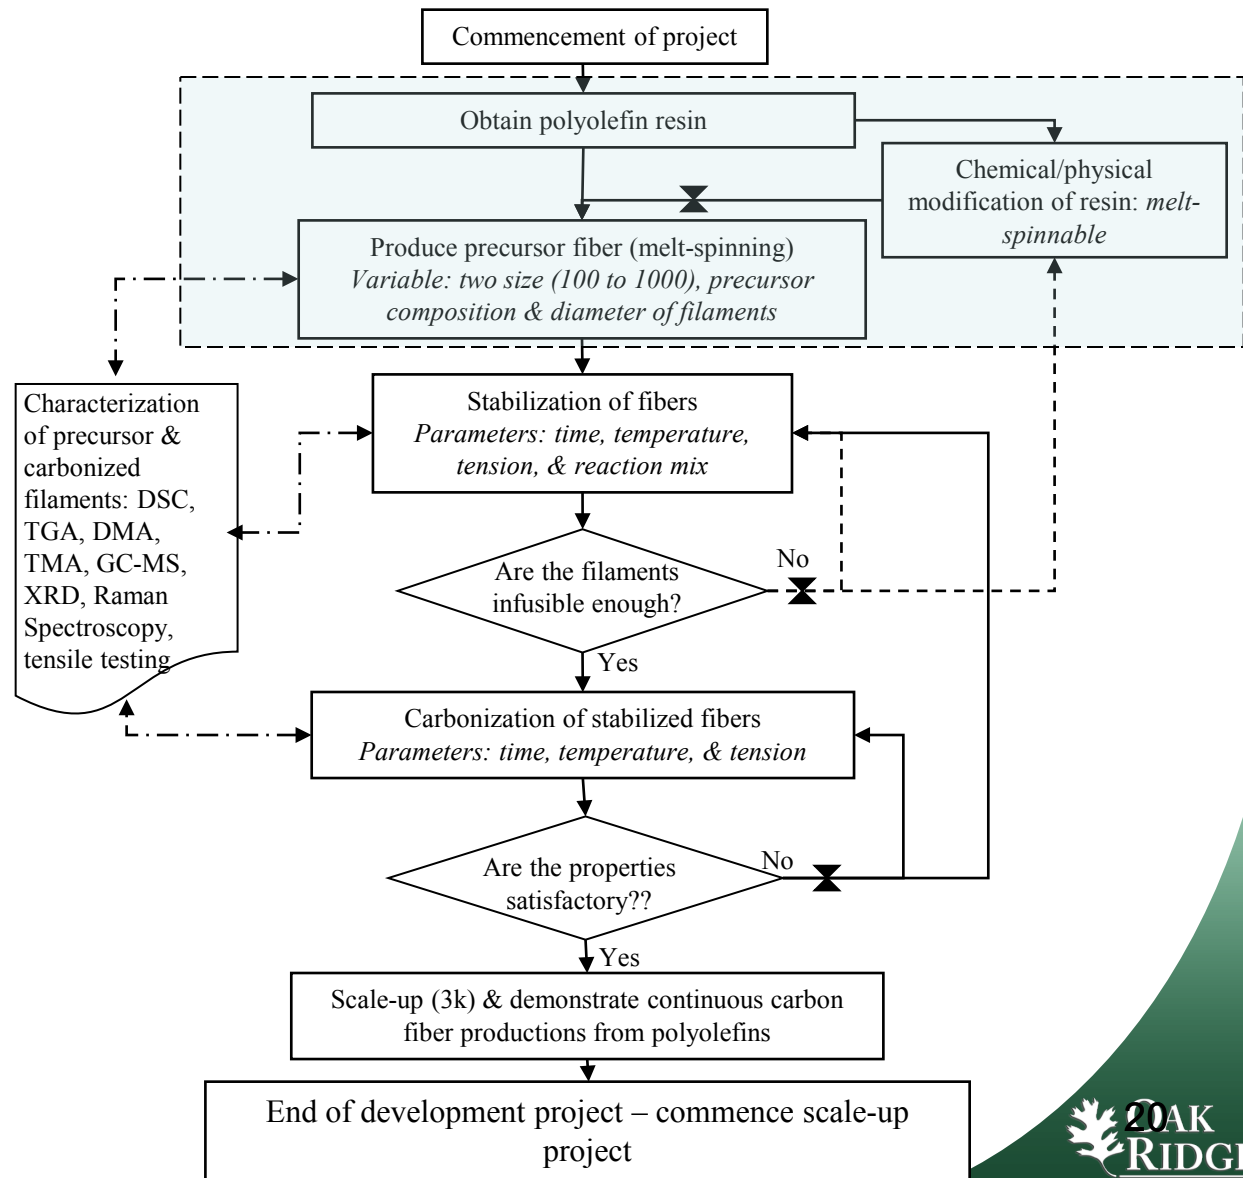 Commencement of project
Obtain polyolefin resin
Chemical/physical
modification of resin: melt-
spinnable
Produce precursor fiber (melt-spinning)
Variable: two size (100 to 1000), precursor
composition & diameter of filaments
Characterization
of precursor &
carbonized
filaments: DSC,
TGA, DMA,
TMA, GC-MS,
XRD, Raman
Spectroscopy,
tensile testing
Stabilization of fibers
Parameters: time, temperature,
tension, & reaction mix
Are the filaments
infusible enough?
No
Yes
Carbonization of stabilized fibers
Parameters: time, temperature, & tension
Are the properties
satisfactory??
No
Yes
Scale-up (3k) & demonstrate continuous carbon
fiber productions from polyolefins
End of development project – commence scale-up
project
20
OAK
RIDGE